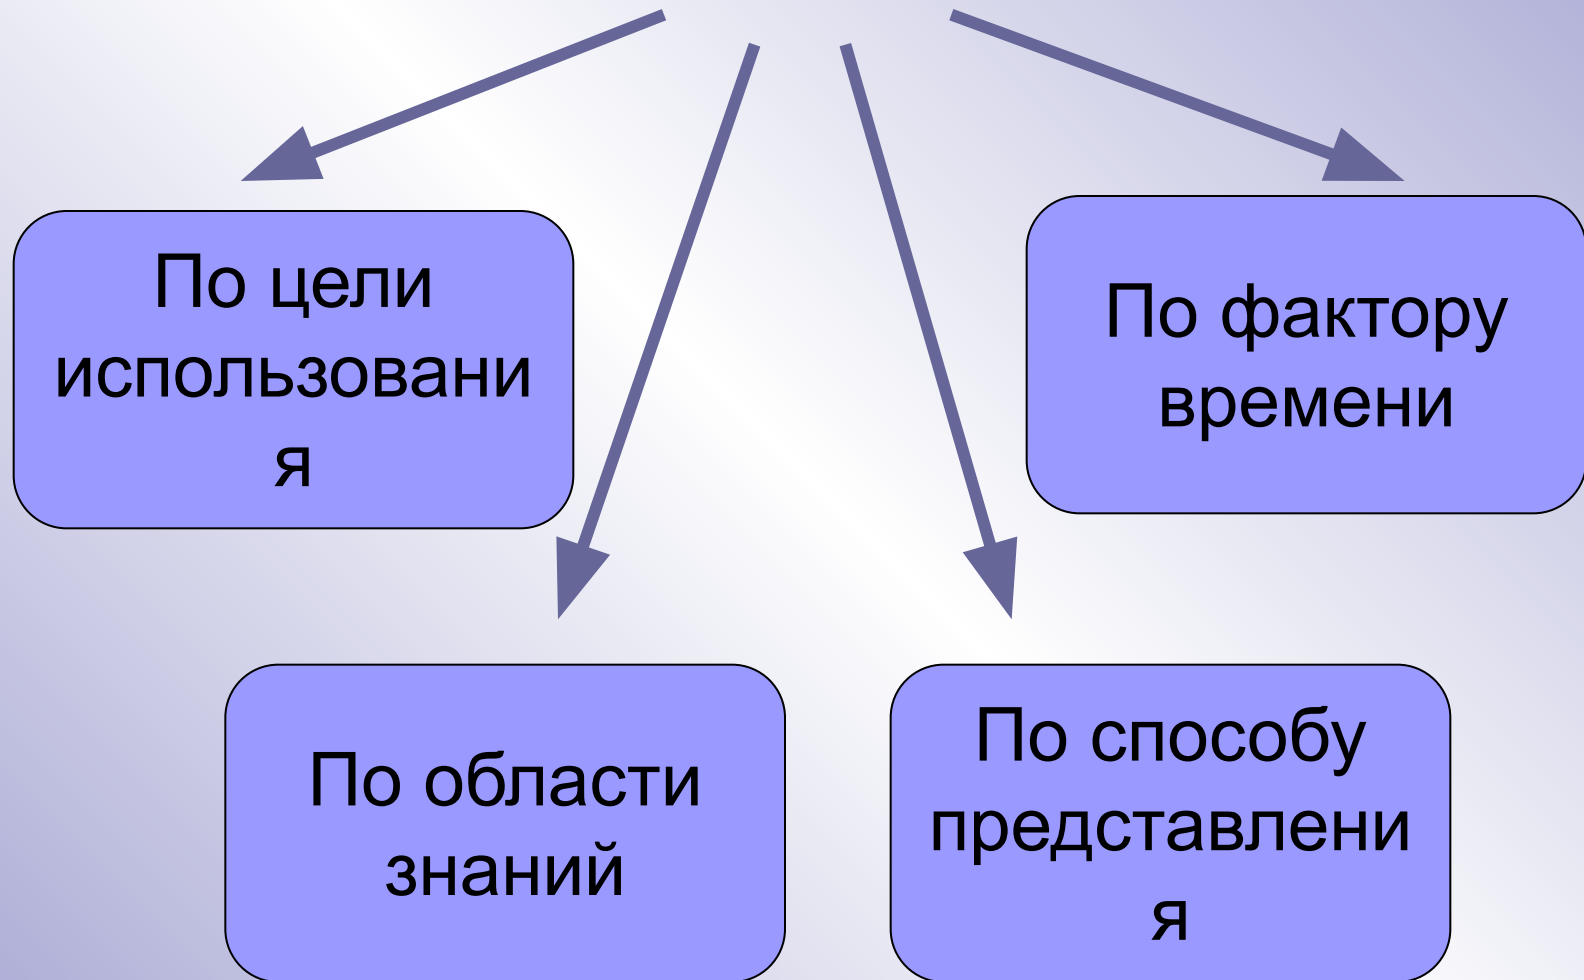 По цели
использовани
я
По фактору
времени
По области
знаний
По способу
представлени
я